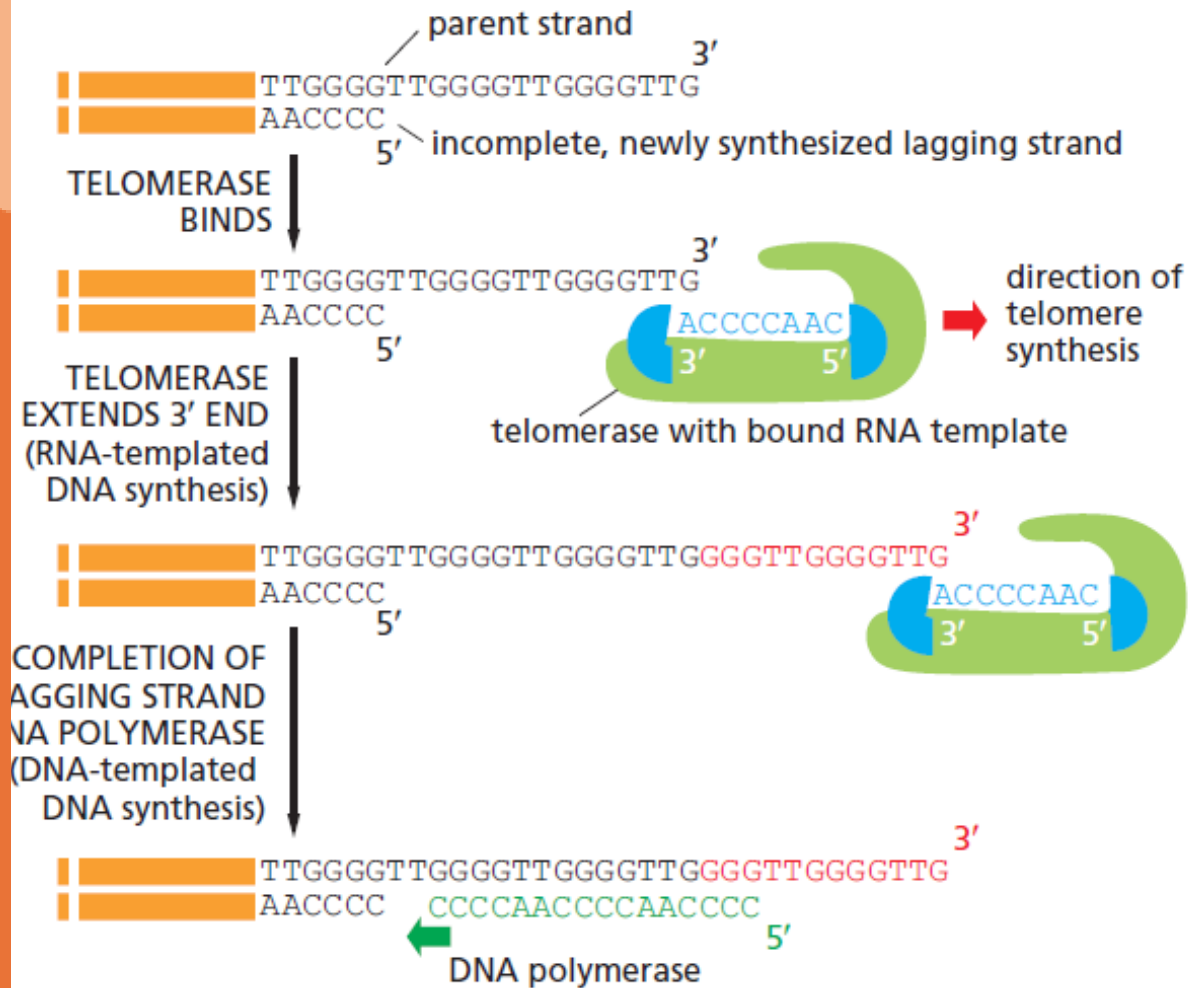 parent strand
3′
TTGGGGTTGGGGTTGGGGTTG
AACCCC
5′
incomplete, newly synthesized lagging strand
TELOMERASE
BINDS
3′
TTGGGGTTGGGGTTGGGGTTG
AACCCC
5′
ACCCCAAC
3′ 5′
direction of
telomere
synthesis
telomerase with bound RNA template
TELOMERASE
EXTENDS 3′ END
(RNA-templated
DNA synthesis)
3′
TTGGGGTTGGGGTTGGGGTTGGGGTTGGGGTTG
AACCCC
5′
ACCCCAAC
3′ 5′
COMPLETION OF
AGGING STRAND
NA POLYMERASE
(DNA-templated
DNA synthesis)
3′
TTGGGGTTGGGGTTGGGGTTGGGGTTGGGGTTG
AACCCC CCCCAACCCCAACCCC
5′
DNA polymerase